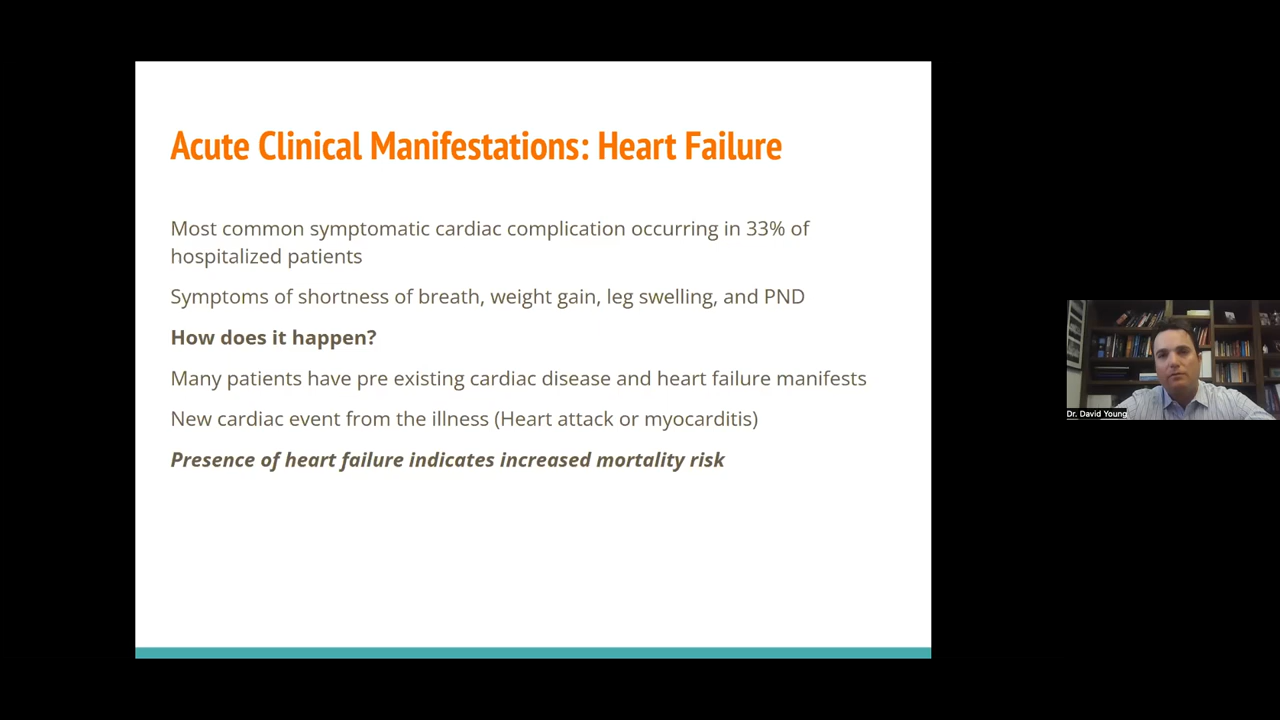 Acute Clinical Manifestations: Heart Failure
Most common symptomatic cardiac complication occurring in 33% of
hospitalized patients
Symptoms of shortness of breath, weight gain, leg swelling, and PND
How does it happen?
Many patients have pre existing cardiac disease and heart failure manifests
New cardiac event from the illness (Heart attack or myocarditis)
Presence of heart failure indicates increased mortality risk
Dr. David Young